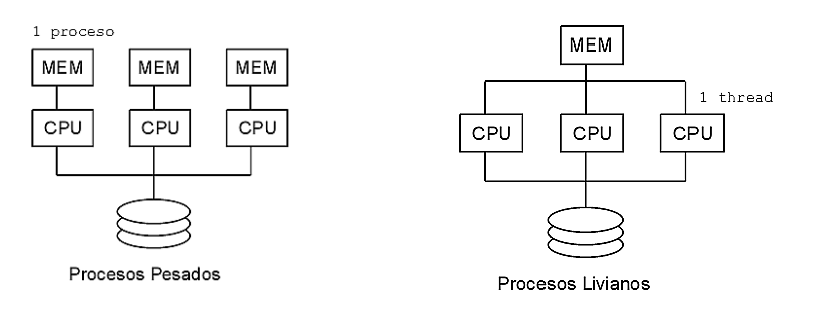 1 proceso
MEM MEM MEM
CPU CPU CPU
Procesos Pesados
MEM
1 thread
CPU CPU CPU
Procesos Livianos